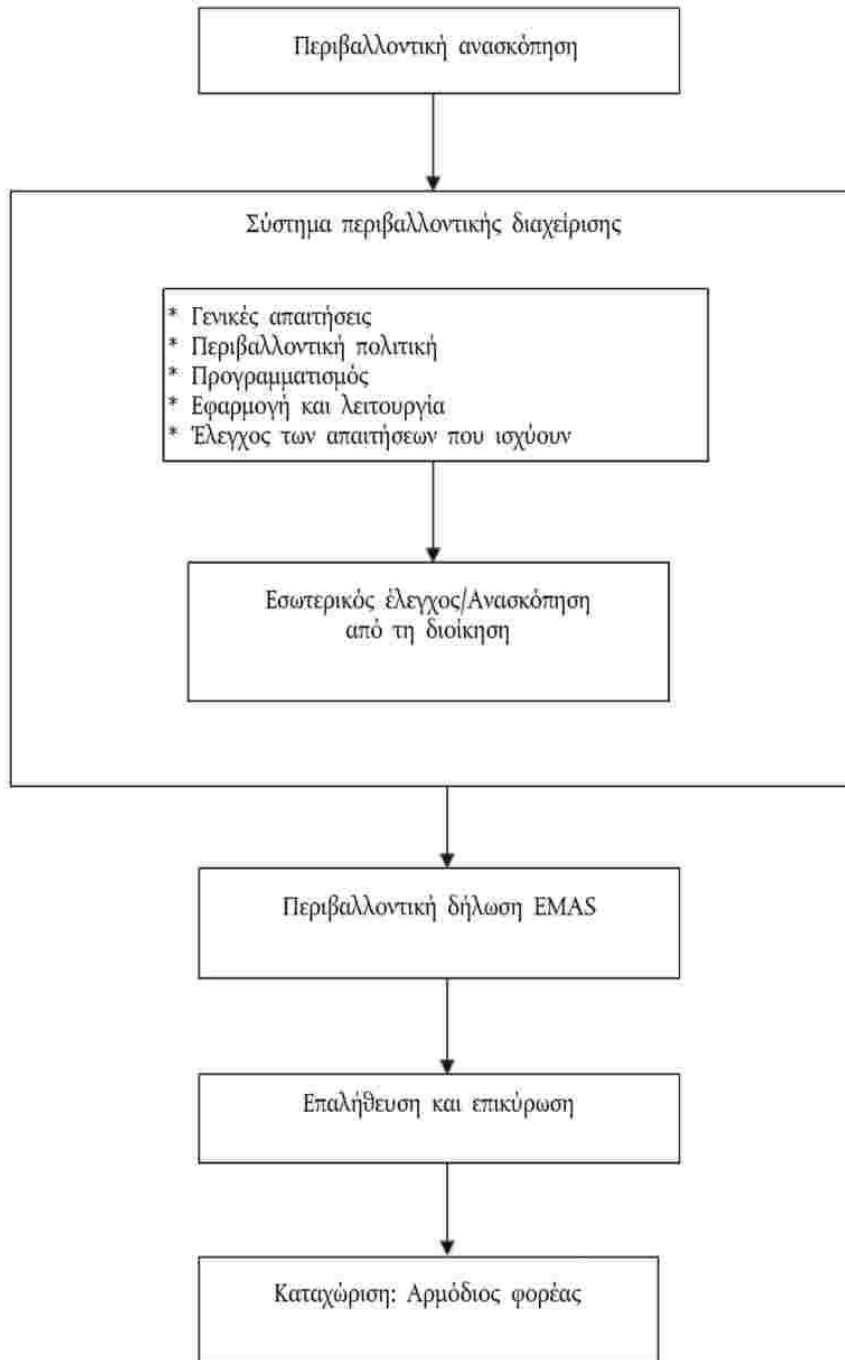 Περιβαλλοντική ανασκόπηση
Σύστημα περιβαλλοντικής διαχείρισης
* Γενικές απαιτήσεις
* Περιβαλλοντική πολιτική
* Προγραμματισμός
* Εφαρμογή και λειτουργία
* Έλεγχος των απαιτήσεων που ισχύουν
Εσωτερικός έλεγχος/Ανασκόπηση
από τη διοίκηση
Περιβαλλοντική δήλωση EMAS
Επαλήθευση και επικύρωση
Καταχώριση: Αρμόδιος φορέας